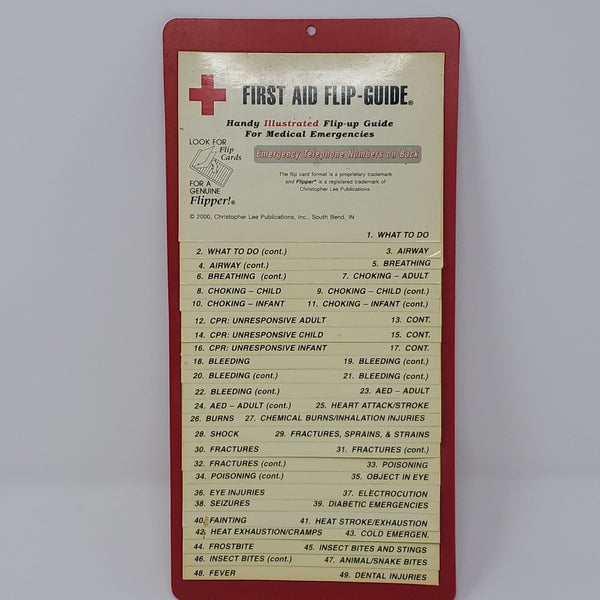 FIRST AID FLIP-GUIDE®
Handy Illustrated Flip-up Guide
For Medical Emergencies
LOOK FOR
Flip
Cards
FOR A
GENUINE
Flipper!®
Emergency Telephone Numbers on Back
The flip card format is a proprietary trademark
and Flipper® is a registered trademark of
Christopher Lee Publications.
© 2000, Christopher Lee Publications, Inc., South Bend, IN
1. WHAT TO DO
2. WHAT TO DO (cont.) 3. AIRWAY
4. AIRWAY (cont.) 5. BREATHING
6. BREATHING (cont.) 7. CHOKING – ADULT
8. CHOKING – CHILD 9. CHOKING – CHILD (cont.)
10. CHOKING – INFANT 11. CHOKING – INFANT (cont.)
12. CPR: UNRESPONSIVE ADULT 13. CONT.
14. CPR: UNRESPONSIVE CHILD 15. CONT.
16. CPR: UNRESPONSIVE INFANT 17. CONT.
18. BLEEDING 19. BLEEDING (cont.)
20. BLEEDING (cont.) 21. BLEEDING (cont.)
22. BLEEDING (cont.) 23. AED – ADULT
24. AED – ADULT (cont.) 25. HEART ATTACK/STROKE
26. BURNS 27. CHEMICAL BURNS/INHALATION INJURIES
28. SHOCK 29. FRACTURES, SPRAINS, & STRAINS
30. FRACTURES 31. FRACTURES (cont.)
32. FRACTURES (cont.) 33. POISONING
34. POISONING (cont.) 35. OBJECT IN EYE
36. EYE INJURIES 37. ELECTROCUTION
38. SEIZURES 39. DIABETIC EMERGENCIES
40. FAINTING 41. HEAT STROKE/EXHAUSTION
42. HEAT EXHAUSTION/CRAMPS 43. COLD EMERGEN.
44. FROSTBITE 45. INSECT BITES AND STINGS
46. INSECT BITES (cont.) 47. ANIMAL/SNAKE BITES
48. FEVER 49. DENTAL INJURIES